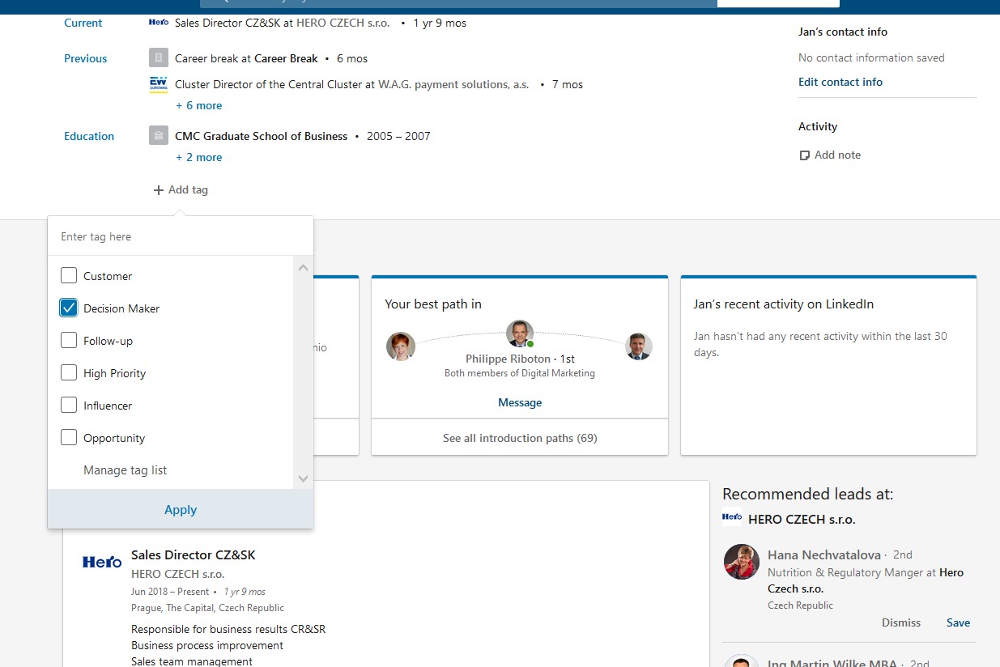 Current
Hero Sales Director CZ&SK at HERO CZECH s.r.o. • 1 yr 9 mos
Previous
Career break at Career Break • 6 mos
EW EUROWAG Cluster Director of the Central Cluster at W.A.G. payment solutions, a.s. • 7 mos
+ 6 more
Education
CMC Graduate School of Business • 2005 – 2007
+ 2 more
+ Add tag
Jan's contact info
No contact information saved
Edit contact info
Activity
Add note
Enter tag here
Customer
Decision Maker
Follow-up
High Priority
Influencer
Opportunity
Manage tag list
Apply
Your best path in
Philippe Riboton · 1st
Both members of Digital Marketing
Message
See all introduction paths (69)
Jan's recent activity on LinkedIn
Jan hasn't had any recent activity within the last 30
days.
Hero
Sales Director CZ&SK
HERO CZECH s.r.o.
Jun 2018 – Present • 1 yr 9 mos
Prague, The Capital, Czech Republic
Responsible for business results CR&SR
Business process improvement
Sales team management
Recommended leads at:
Hero HERO CZECH s.r.o.
Hana Nechvatalova · 2nd
Nutrition & Regulatory Manger at Hero
Czech s.r.o.
Czech Republic
Dismiss Save
Ing Martin Wilke MBA · 2nd